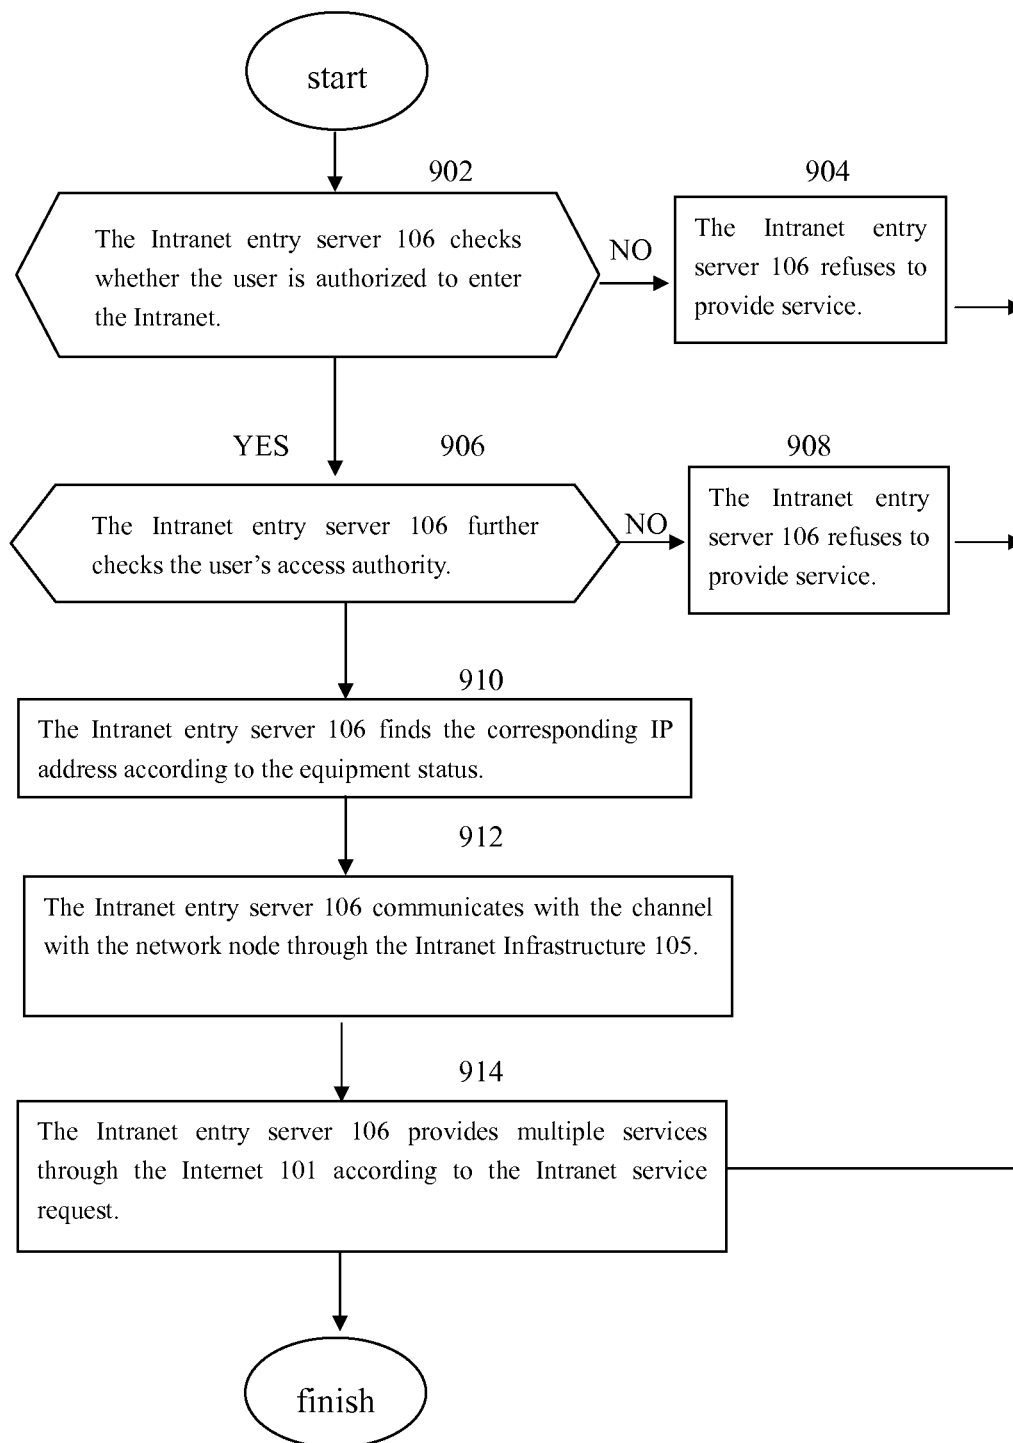 start
902
The Intranet entry server 106 checks
whether the user is authorized to enter
the Intranet.
NO
904
The Intranet entry
server 106 refuses to
provide service.
YES
906
The Intranet entry server 106 further
checks the user’s access authority.
NO
908
The Intranet entry
server 106 refuses to
provide service.
910
The Intranet entry server 106 finds the corresponding IP
address according to the equipment status.
912
The Intranet entry server 106 communicates with the channel
with the network node through the Intranet Infrastructure 105.
914
The Intranet entry server 106 provides multiple services
through the Internet 101 according to the Intranet service
request.
finish